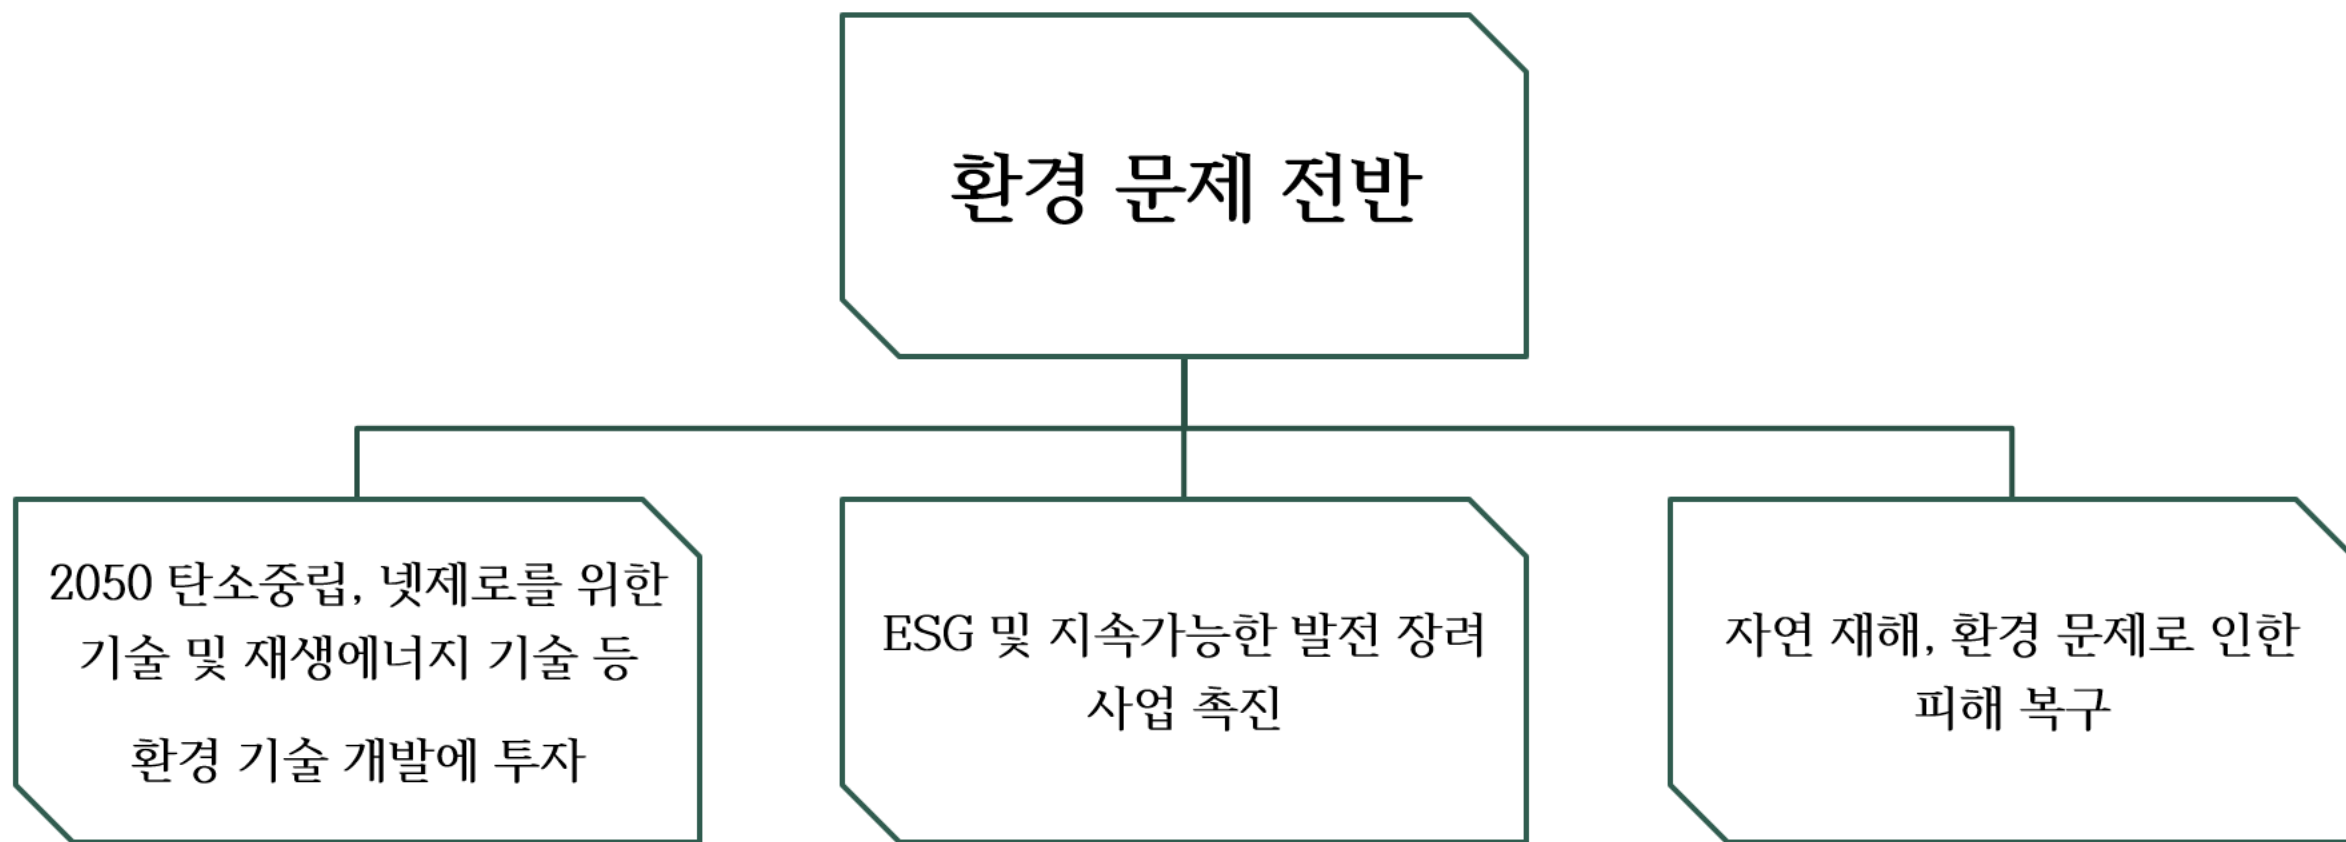 환경 문제 전반
2050 탄소중립, 넷제로를 위한
기술 및 재생에너지 기술 등
환경 기술 개발에 투자
ESG 및 지속가능한 발전 장려
사업 촉진
자연 재해, 환경 문제로 인한
피해 복구